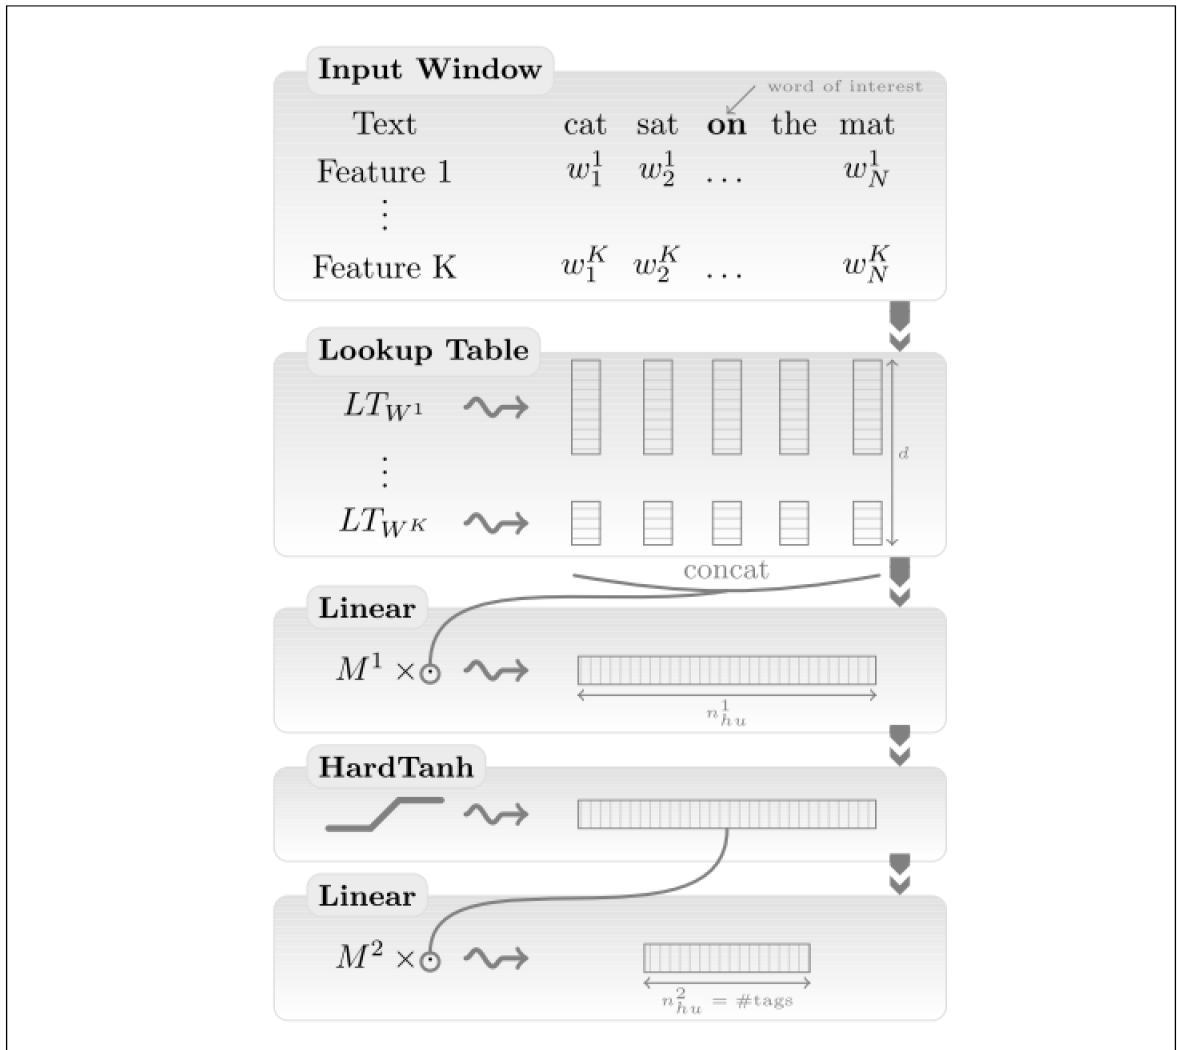 Input Window
word of interest
Text cat sat on the mat
Feature 1 w_1^1 w_2^1 ... w_N^1
⋮
Feature K w_1^K w_2^K ... w_N^K
Lookup Table
LT_{W^1}
d
⋮
LT_{W^K}
concat
Linear
M^1 × ⊙
n_{hu}^1
HardTanh
Linear
M^2 × ⊙
n_{hu}^2 = #tags